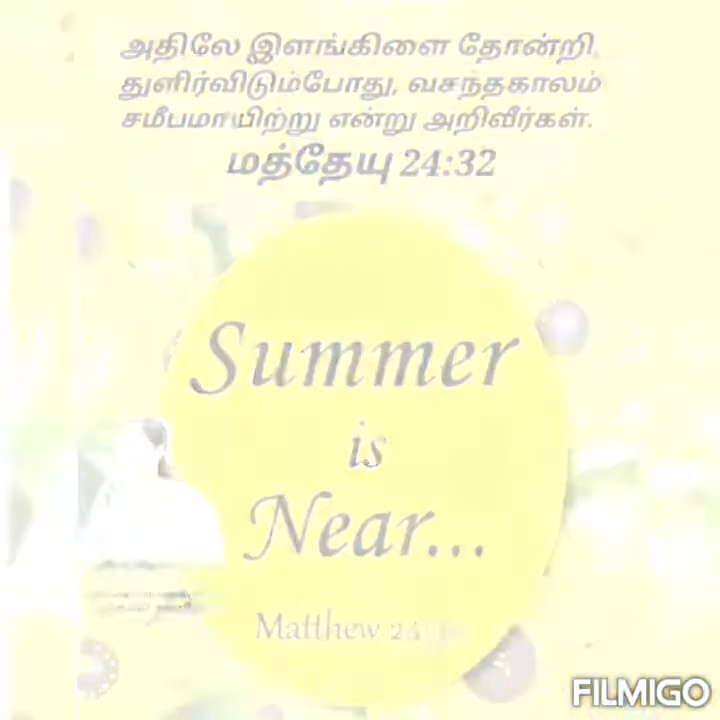 அதிலே இளங்கிளை தோன்றி,
துளிர்விடும்போது, வசந்தகாலம்
சமீபமாயிற்று என்று அறிவீர்கள்.
மத்தேயு 24:32
Summer
is
Near...
Matthew
FILMIGO